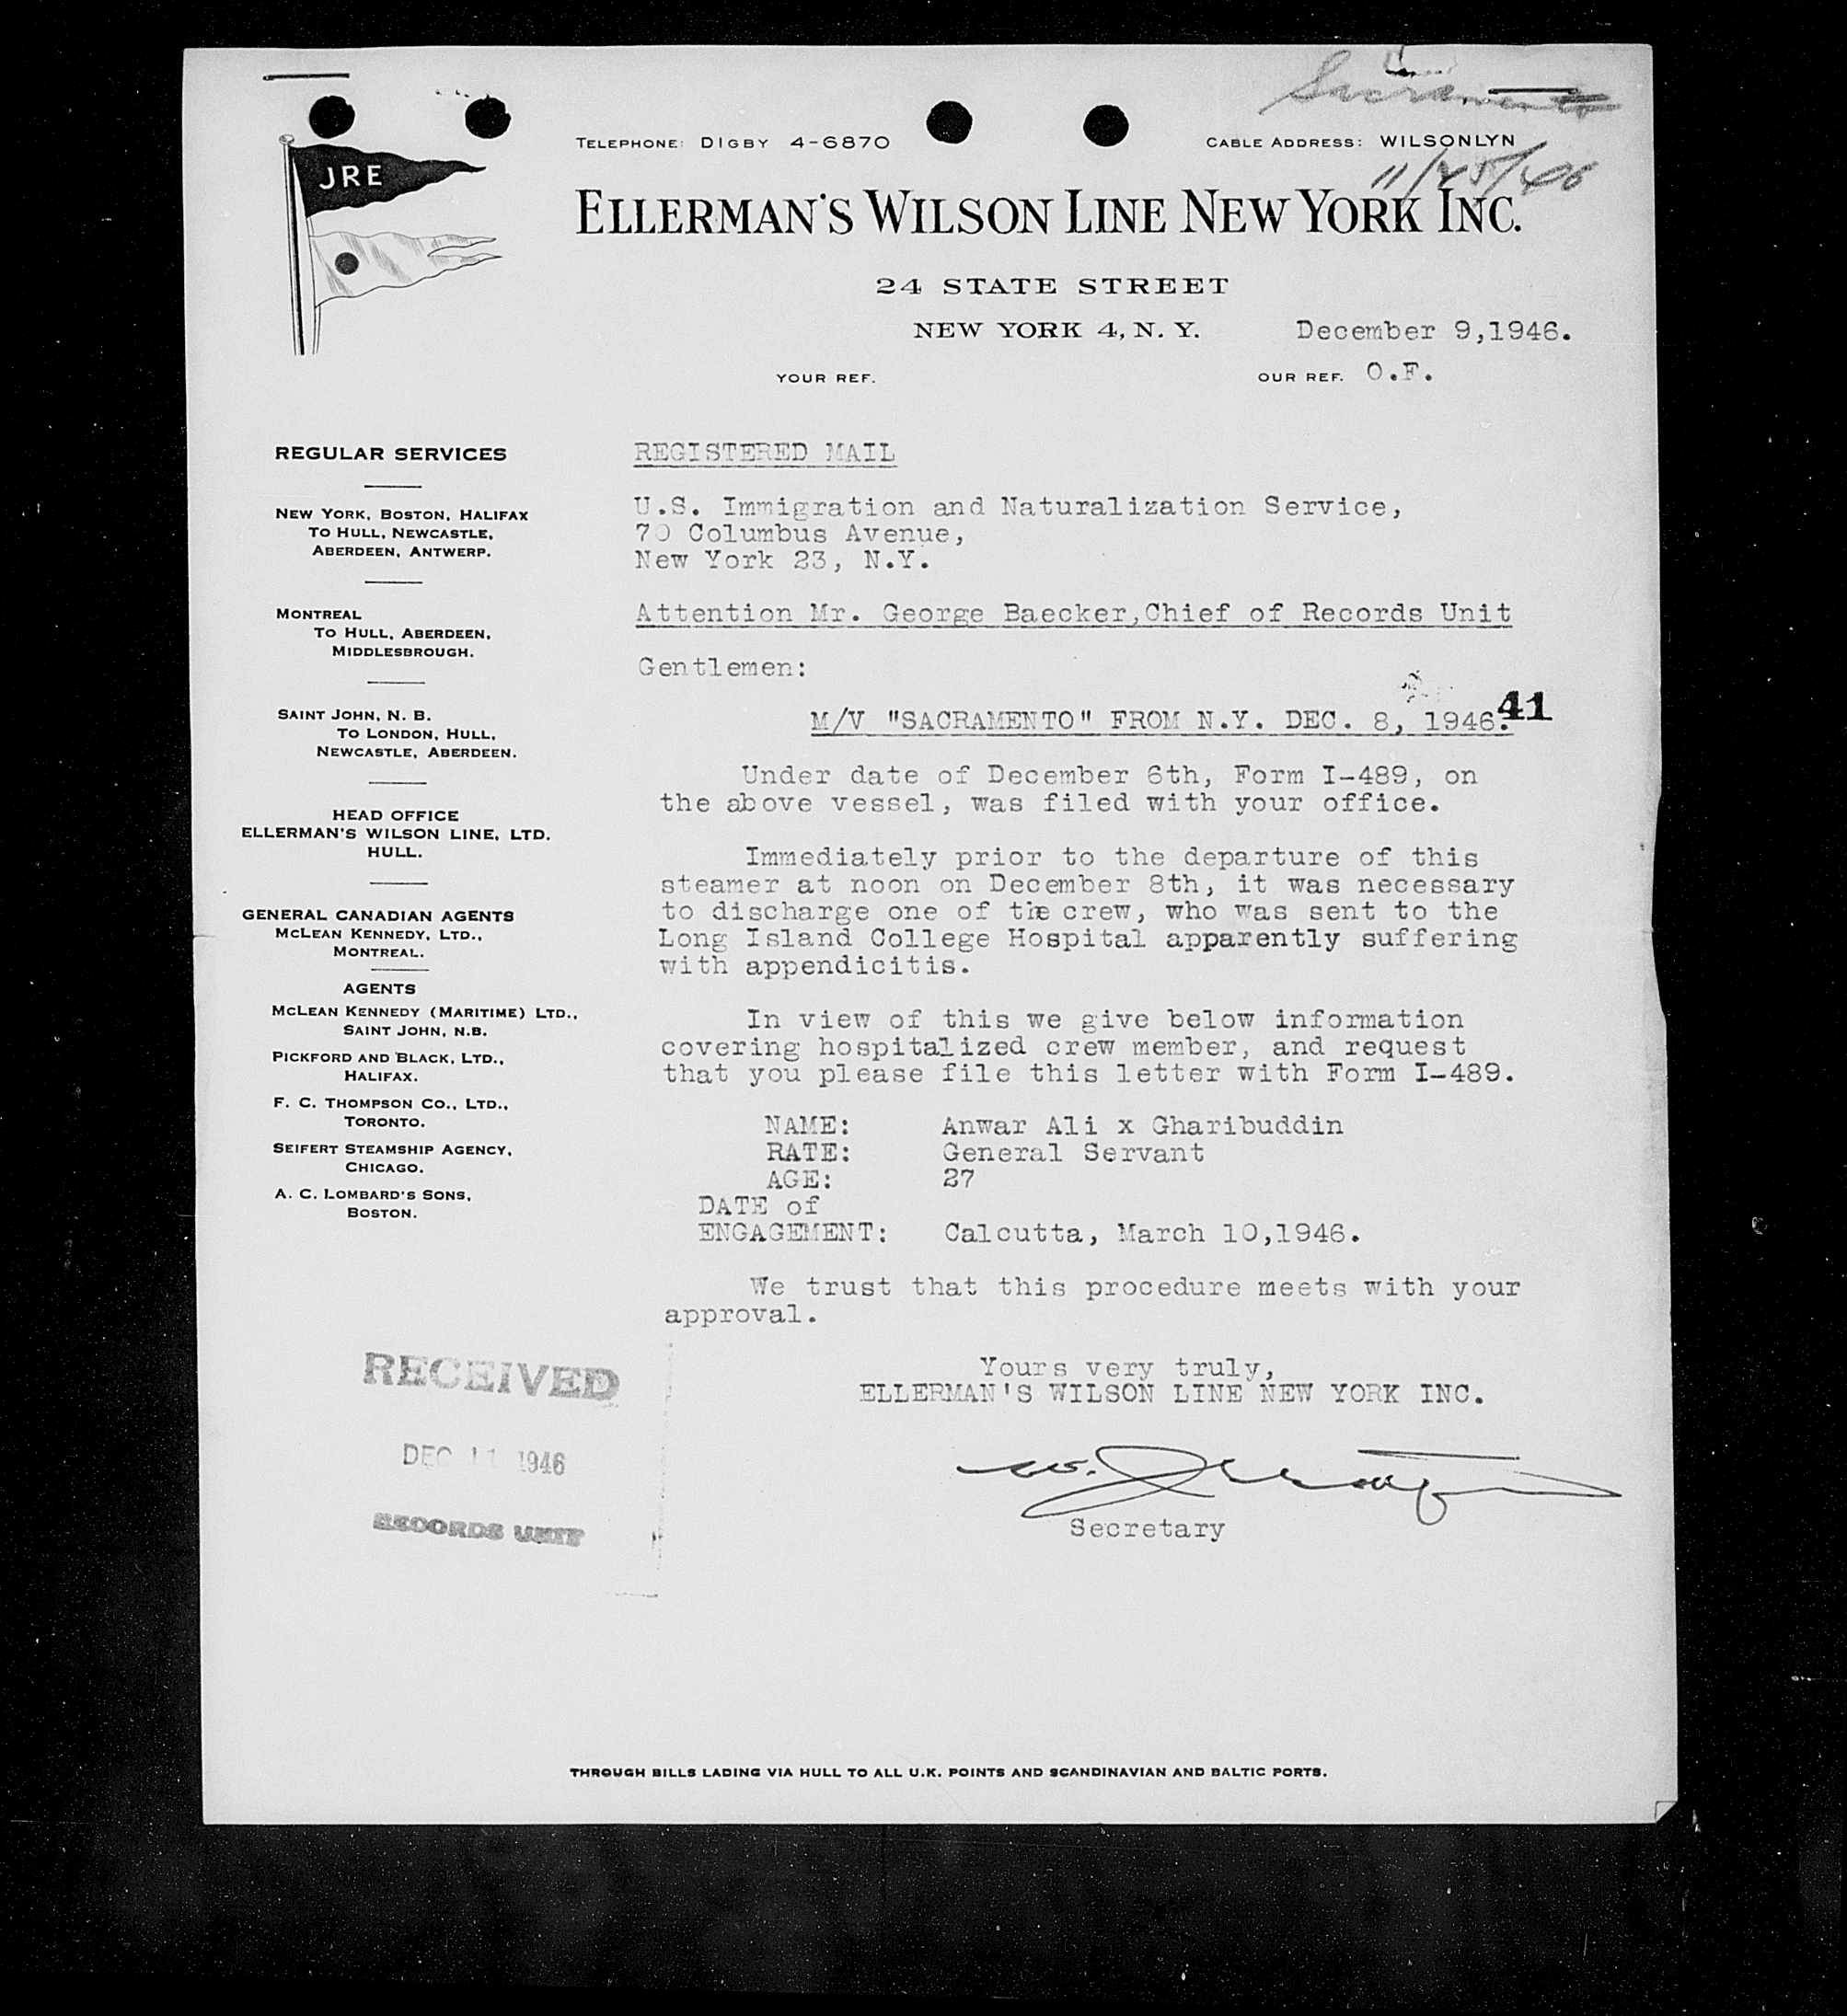 Sacramento
TELEPHONE: DIGBY 4-6870
CABLE ADDRESS: WILSONLYN
11/25/46
JRE
ELLERMAN'S WILSON LINE NEW YORK INC.
24 STATE STREET
NEW YORK 4, N. Y.
December 9,1946.
YOUR REF.
OUR REF. O.F.
REGULAR SERVICES
NEW YORK, BOSTON, HALIFAX
TO HULL, NEWCASTLE,
ABERDEEN, ANTWERP.
MONTREAL
TO HULL, ABERDEEN,
MIDDLESBROUGH.
SAINT JOHN, N. B.
TO LONDON, HULL,
NEWCASTLE, ABERDEEN.
HEAD OFFICE
ELLERMAN'S WILSON LINE, LTD.
HULL.
GENERAL CANADIAN AGENTS
MCLEAN KENNEDY, LTD.,
MONTREAL.
AGENTS
MCLEAN KENNEDY (MARITIME) LTD.,
SAINT JOHN, N.B.
PICKFORD AND BLACK, LTD.,
HALIFAX.
F. C. THOMPSON CO., LTD.,
TORONTO.
SEIFERT STEAMSHIP AGENCY,
CHICAGO.
A. C. LOMBARD'S SONS,
BOSTON.
REGISTERED MAIL
U.S. Immigration and Naturalization Service,
70 Columbus Avenue,
New York 23, N.Y.
Attention Mr. George Baecker,Chief of Records Unit
Gentlemen:
M/V "SACRAMENTO" FROM N.Y. DEC. 8, 1946.
41
Under date of December 6th, Form I-489, on
the above vessel, was filed with your office.
Immediately prior to the departure of this
steamer at noon on December 8th, it was necessary
to discharge one of the crew, who was sent to the
Long Island College Hospital apparently suffering
with appendicitis.
In view of this we give below information
covering hospitalized crew member, and request
that you please file this letter with Form I-489.
NAME: Anwar Ali x Gharibuddin
RATE: General Servant
AGE: 27
DATE of
ENGAGEMENT: Calcutta, March 10,1946.
We trust that this procedure meets with your
approval.
Yours very truly,
ELLERMAN'S WILSON LINE NEW YORK INC.
Secretary
RECEIVED
DEC 11 1946
RECORDS UNIT
THROUGH BILLS LADING VIA HULL TO ALL U.K. POINTS AND SCANDINAVIAN AND BALTIC PORTS.